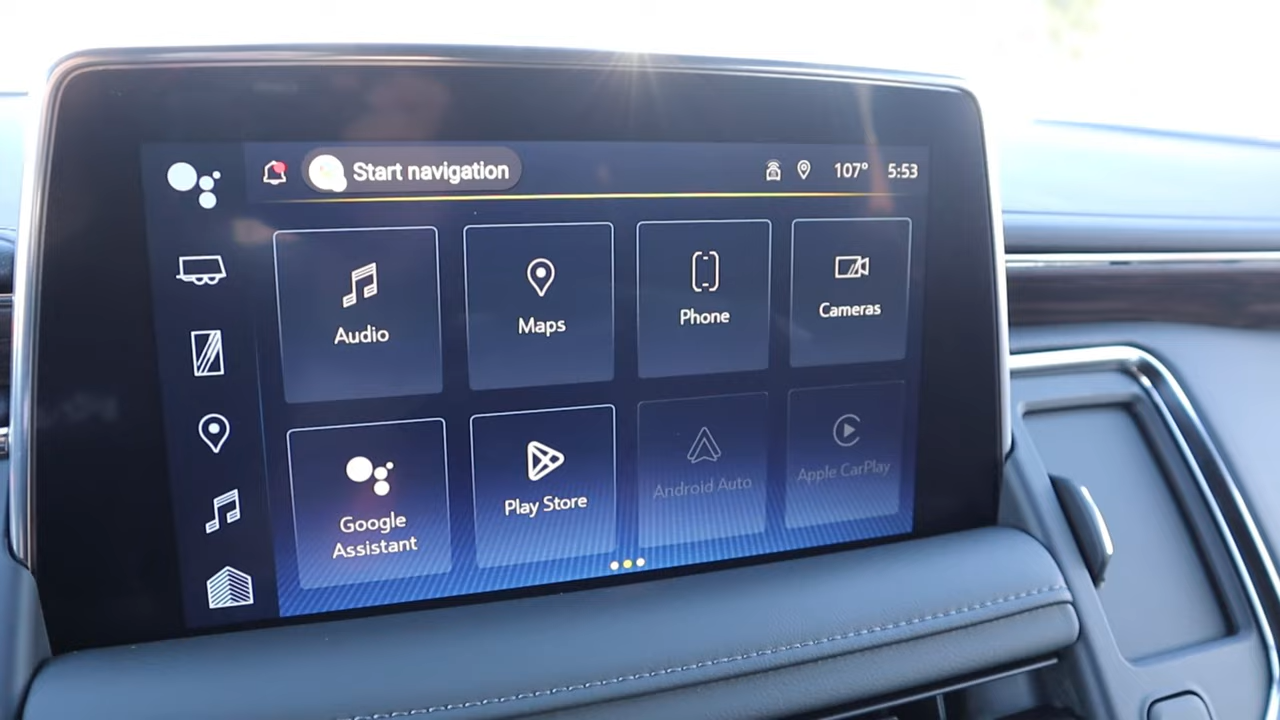 Start navigation
107° 5:53
Audio
Maps
Phone
Cameras
Google
Assistant
Play Store
Android Auto
Apple CarPlay